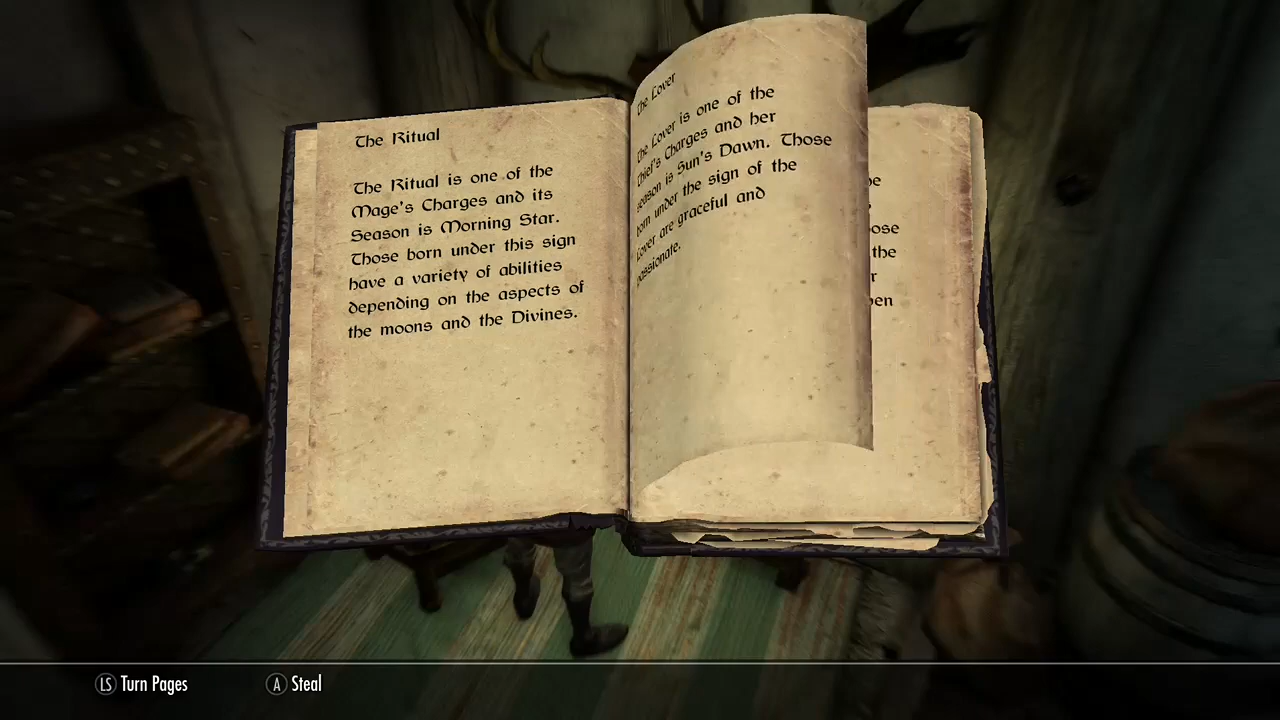 The Ritual
The Ritual is one of the
Mage's Charges and its
Season is Morning Star.
Those born under this sign
have a variety of abilities
depending on the aspects of
the moons and the Divines.
The Lover
The Lover is one of the
Thief's Charges and her
season is Sun's Dawn. Those
born under the sign of the
Lover are graceful and
passionate.
the
LS Turn Pages
A Steal